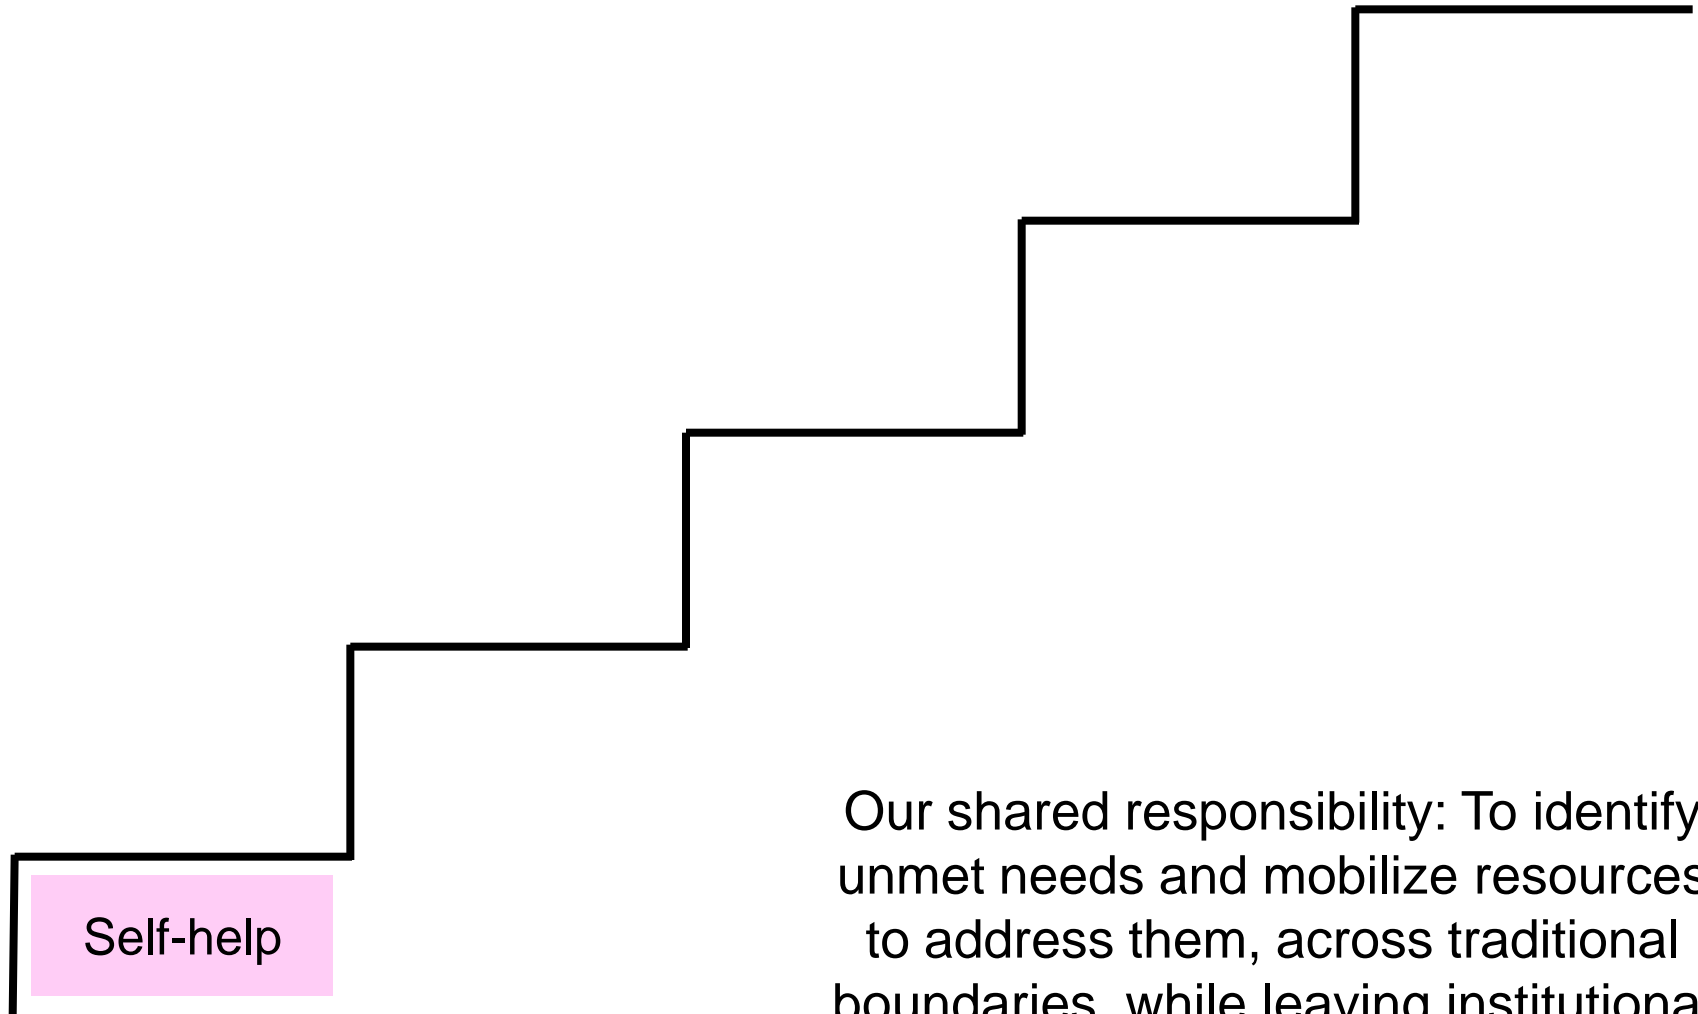 Self-help
Our shared responsibility: To identify
unmet needs and mobilize resources
to address them, across traditional
boundaries, while leaving institutiona